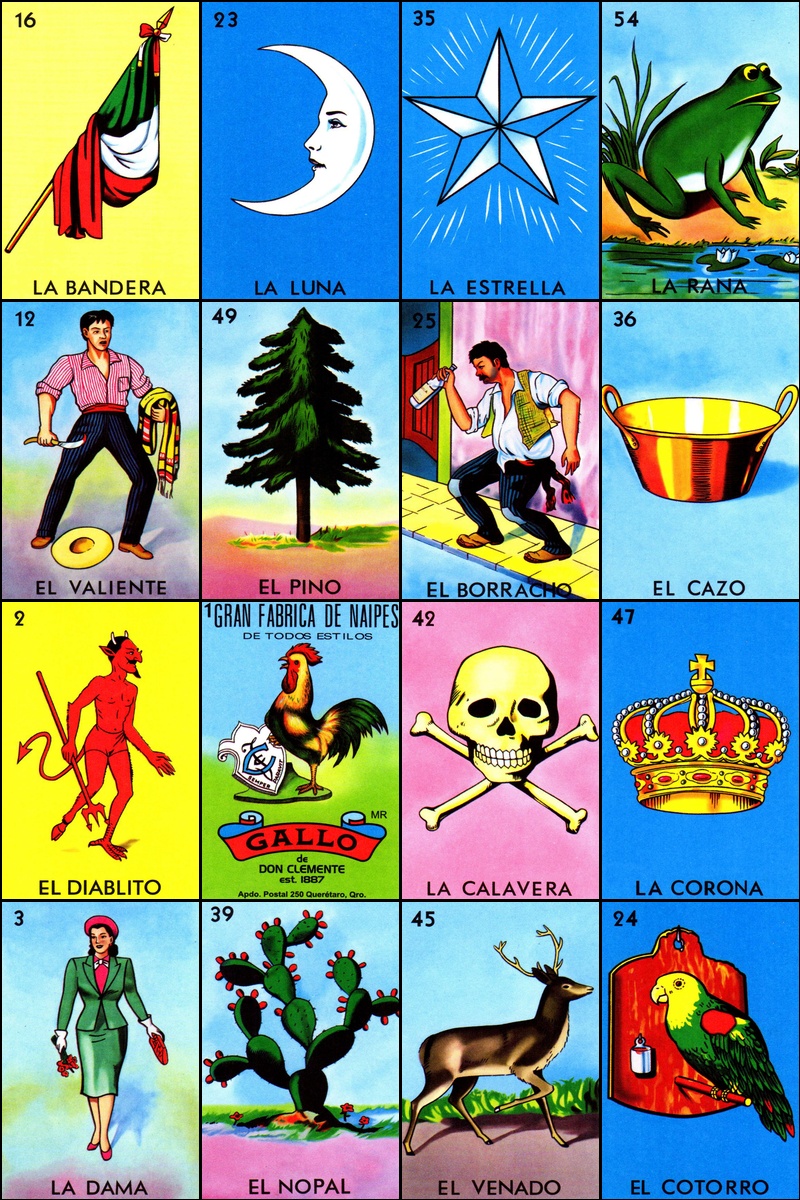 16
LA BANDERA
23
LA LUNA
35
LA ESTRELLA
54
LA RANA
12
EL VALIENTE
49
EL PINO
25
EL BORRACHO
36
EL CAZO
2
EL DIABLITO
1
GRAN FABRICA DE NAIPES
DE TODOS ESTILOS
SEMPER
MR
GALLO
de
DON CLEMENTE
est. 1887
Apdo. Postal 250 Querétaro, Qro.
42
LA CALAVERA
47
LA CORONA
3
LA DAMA
39
EL NOPAL
45
EL VENADO
24
EL COTORRO